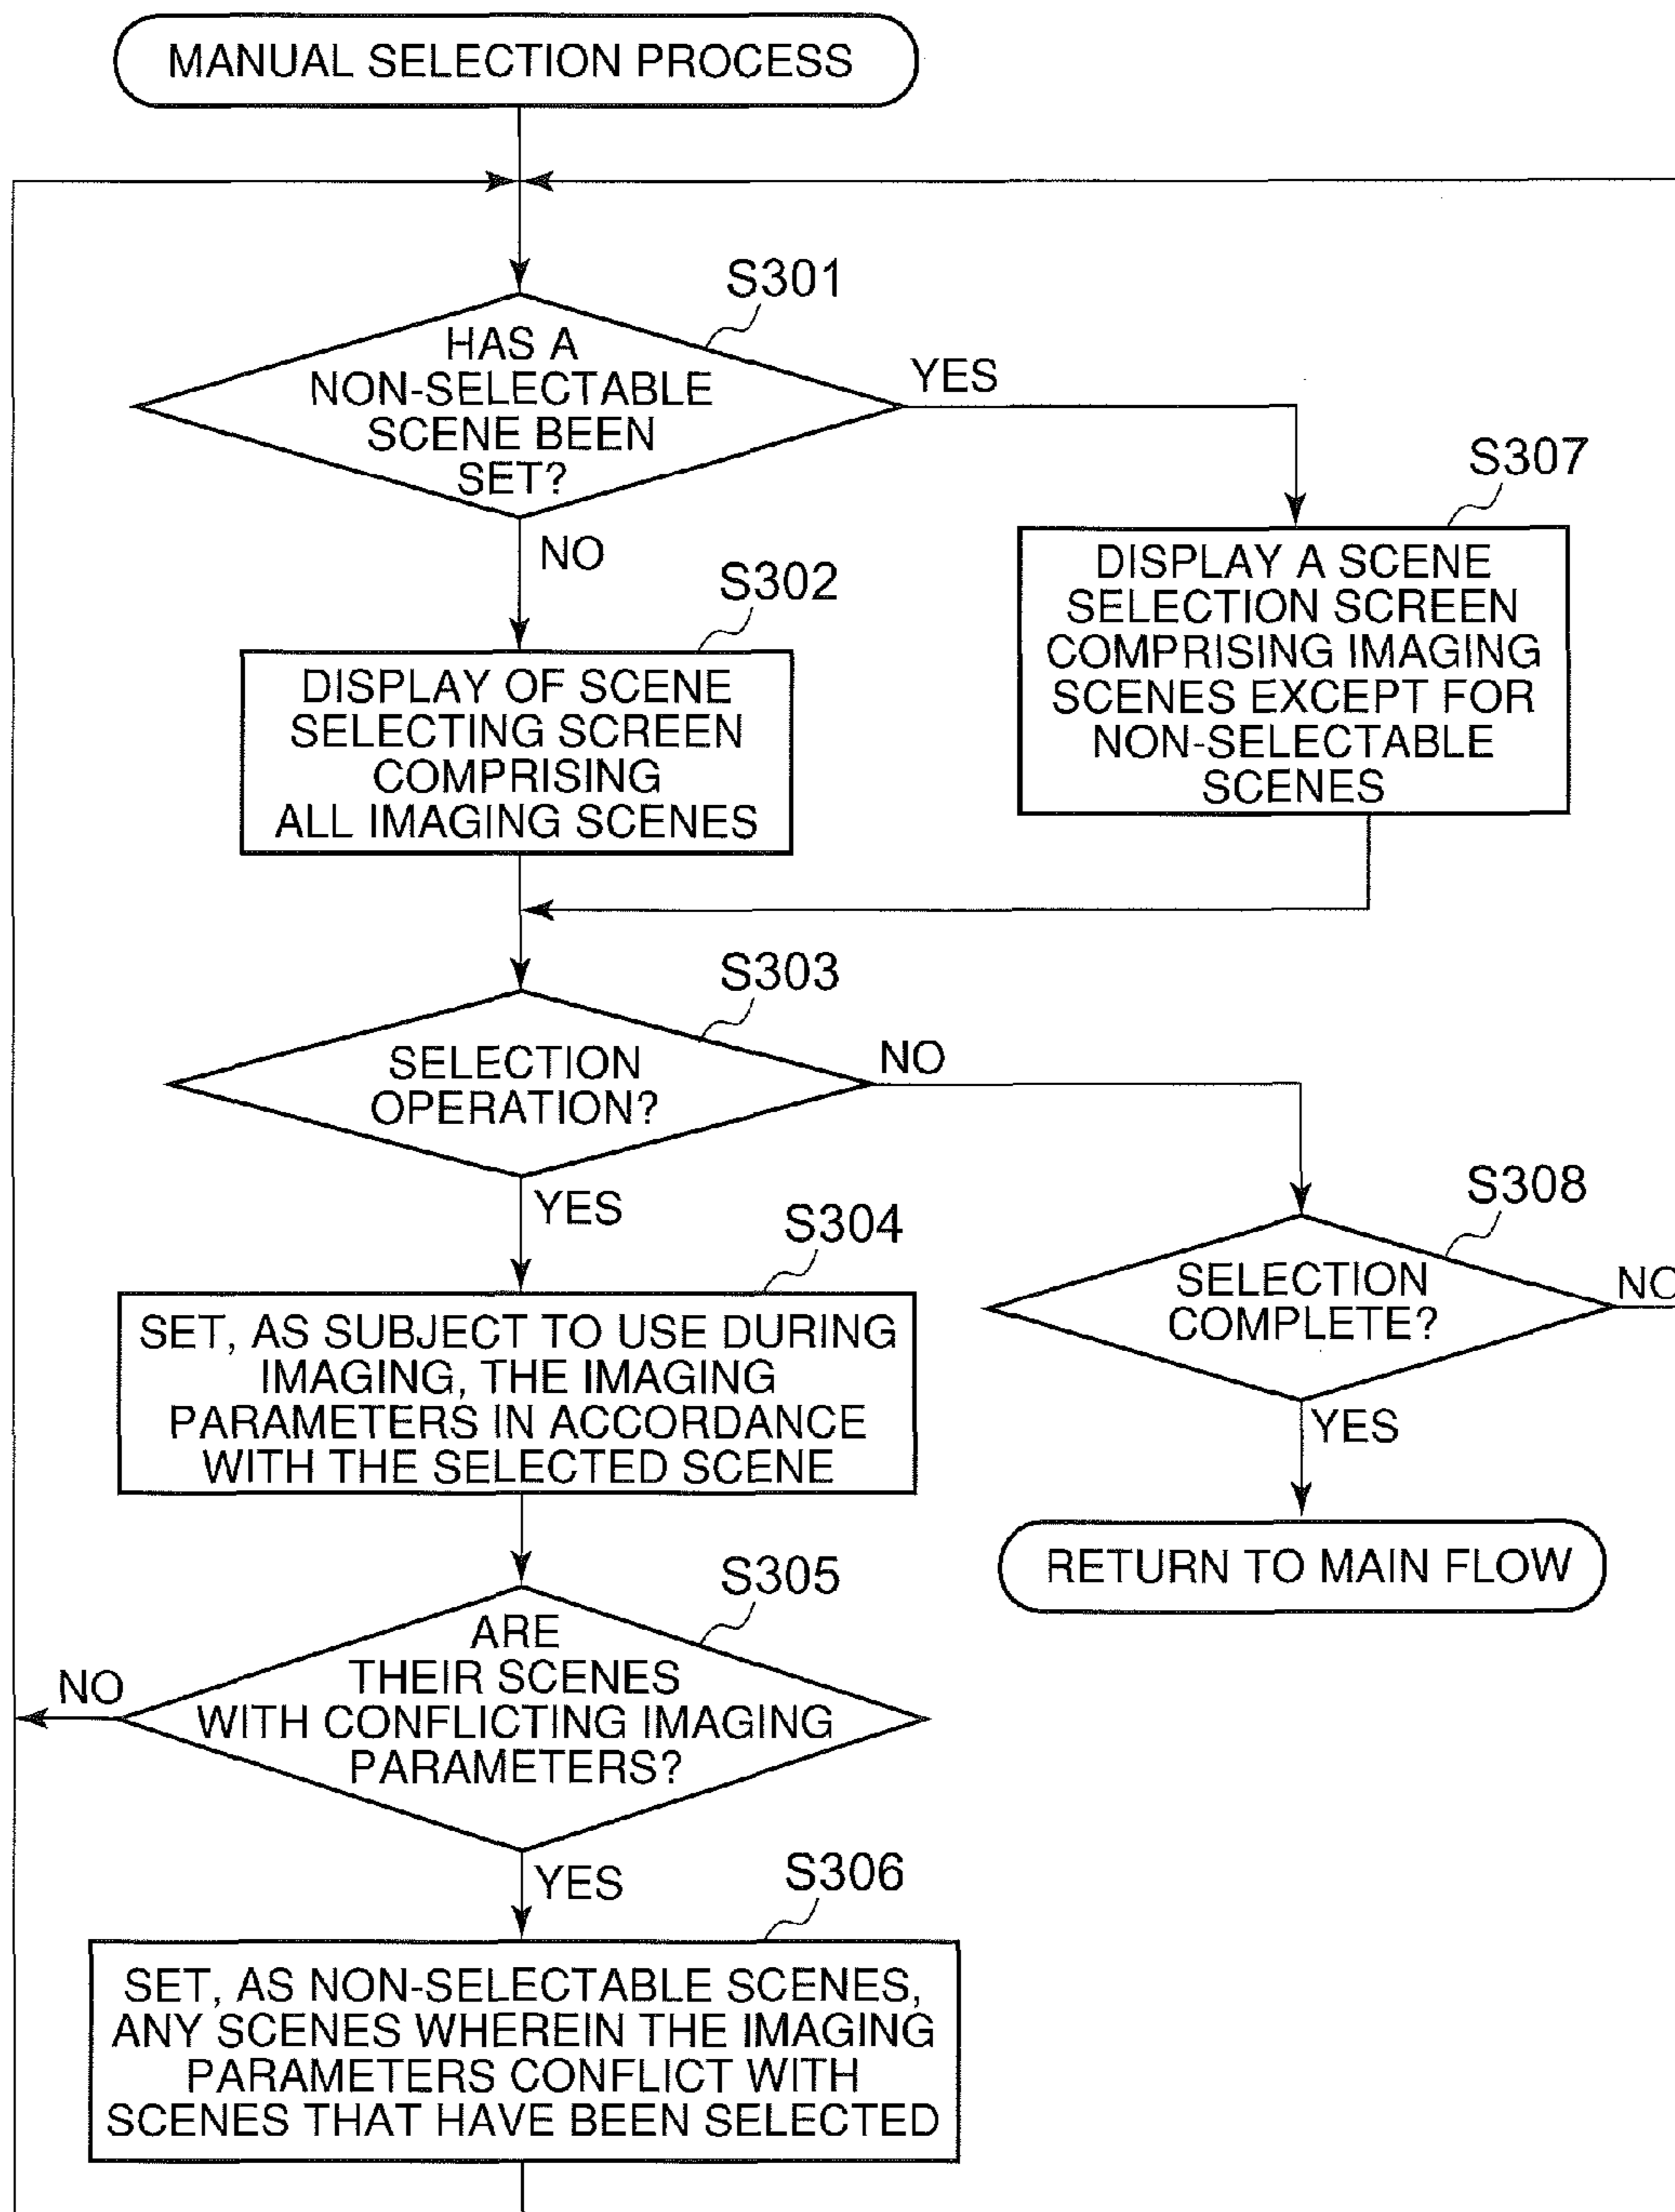 MANUAL SELECTION PROCESS
S301
HAS A
NON-SELECTABLE
SCENE BEEN
SET?
YES
NO
S307
DISPLAY A SCENE
SELECTION SCREEN
COMPRISING IMAGING
SCENES EXCEPT FOR
NON-SELECTABLE
SCENES
S302
DISPLAY OF SCENE
SELECTING SCREEN
COMPRISING
ALL IMAGING SCENES
S303
SELECTION
OPERATION?
NO
YES
S308
SELECTION
COMPLETE?
NO
YES
RETURN TO MAIN FLOW
S304
SET, AS SUBJECT TO USE DURING
IMAGING, THE IMAGING
PARAMETERS IN ACCORDANCE
WITH THE SELECTED SCENE
S305
ARE
THEIR SCENES
WITH CONFLICTING IMAGING
PARAMETERS?
NO
YES
S306
SET, AS NON-SELECTABLE SCENES,
ANY SCENES WHEREIN THE IMAGING
PARAMETERS CONFLICT WITH
SCENES THAT HAVE BEEN SELECTED